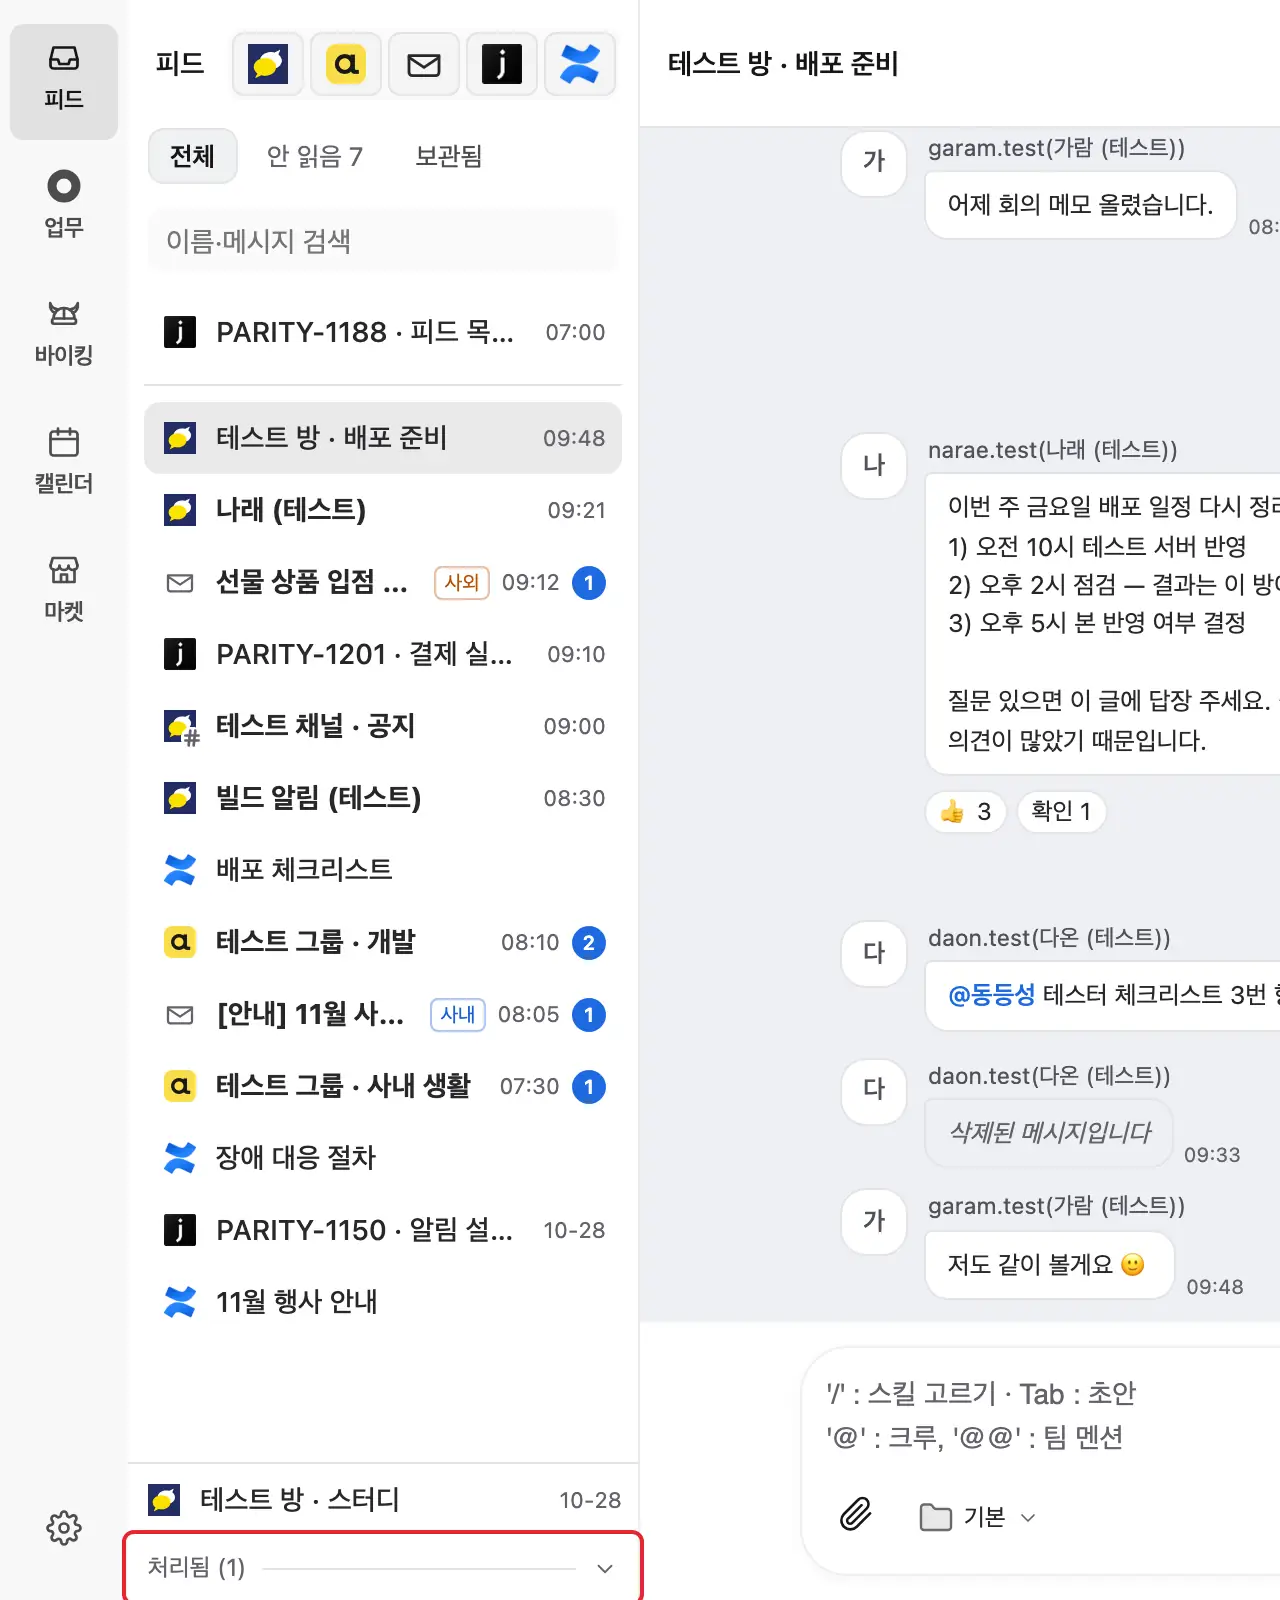 피드
업무
바이킹
캘린더
마켓
피드
전체
안 읽음 7
보관됨
이름·메시지 검색
PARITY-1188 · 피드 목...
07:00
테스트 방 · 배포 준비
09:48
나래 (테스트)
09:21
선물 상품 입점 ...
사외
09:12
1
PARITY-1201 · 결제 실...
09:10
테스트 채널 · 공지
09:00
빌드 알림 (테스트)
08:30
배포 체크리스트
테스트 그룹 · 개발
08:10
2
[안내] 11월 사...
사내
08:05
1
테스트 그룹 · 사내 생활
07:30
1
장애 대응 절차
PARITY-1150 · 알림 설...
10-28
11월 행사 안내
테스트 방 · 스터디
10-28
처리됨 (1)
테스트 방 · 배포 준비
가
garam.test(가람 (테스트))
어제 회의 메모 올렸습니다.
08:
나
narae.test(나래 (테스트))
이번 주 금요일 배포 일정 다시
1) 오전 10시 테스트 서버 반영
2) 오후 2시 점검 — 결과는 이
3) 오후 5시 본 반영 여부 결정
질문 있으면 이 글에 답장 주세요.
의견이 많았기 때문입니다.
👍 3
확인 1
다
daon.test(다온 (테스트))
@동등성 테스터 체크리스트 3번
다
daon.test(다온 (테스트))
삭제된 메시지입니다
09:33
가
garam.test(가람 (테스트))
저도 같이 볼게요 🙂
09:48
'/' : 스킬 고르기 · Tab : 초안
'@' : 크루, '@@' : 팀 멘션
기본